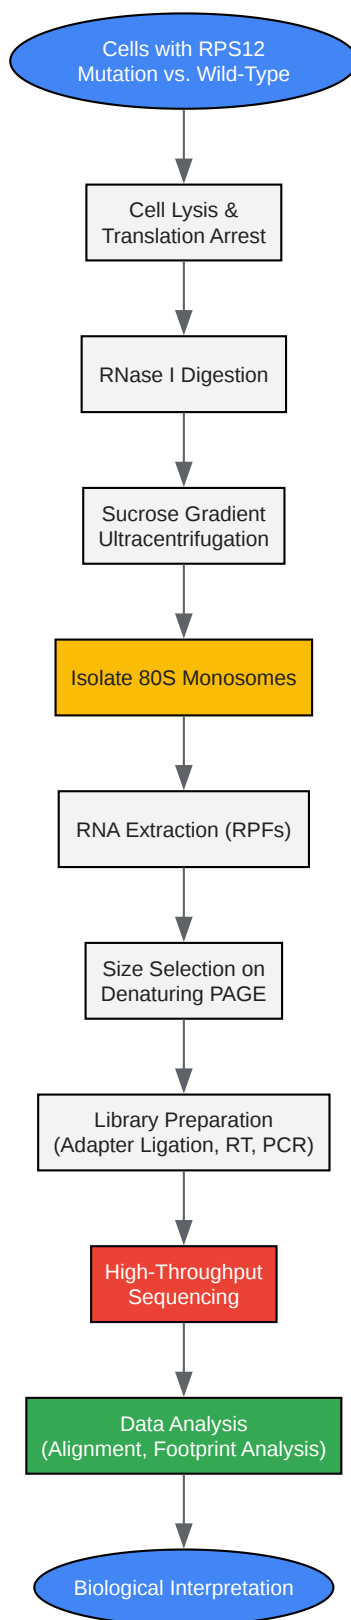 Cells with RPS12
Mutation vs. Wild-Type
Cell Lysis &
Translation Arrest
RNase I Digestion
Sucrose Gradient
Ultracentrifugation
Isolate 80S Monosomes
RNA Extraction (RPFs)
Size Selection on
Denaturing PAGE
Library Preparation
(Adapter Ligation, RT, PCR)
High-Throughput
Sequencing
Data Analysis
(Alignment, Footprint Analysis)
Biological Interpretation